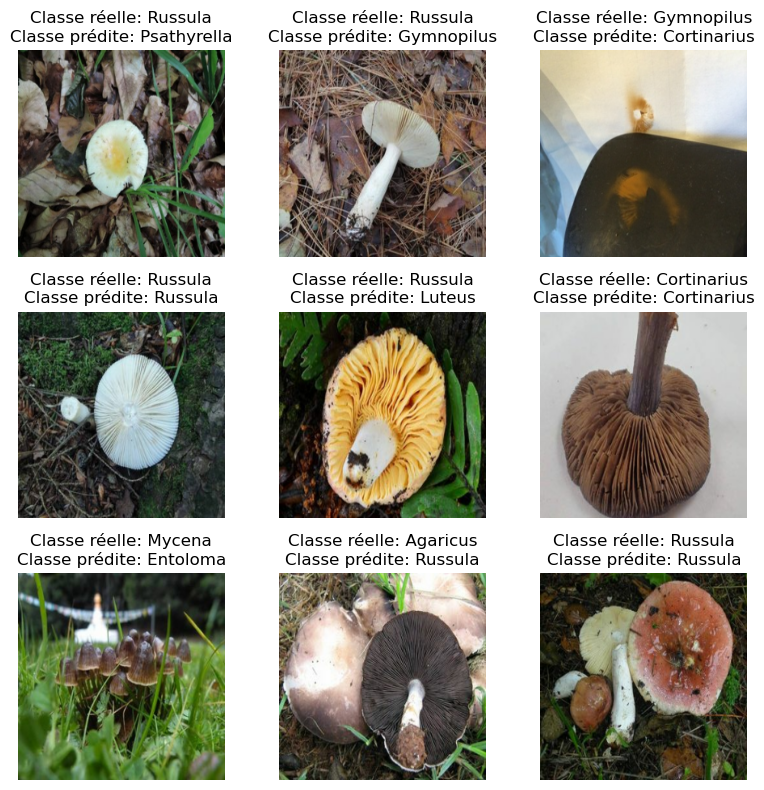 Classe réelle: Russula
Classe prédite: Psathyrella
Classe réelle: Russula
Classe prédite: Gymnopilus
Classe réelle: Gymnopilus
Classe prédite: Cortinarius
Classe réelle: Russula
Classe prédite: Russula
Classe réelle: Russula
Classe prédite: Luteus
Classe réelle: Cortinarius
Classe prédite: Cortinarius
Classe réelle: Mycena
Classe prédite: Entoloma
Classe réelle: Agaricus
Classe prédite: Russula
Classe réelle: Russula
Classe prédite: Russula